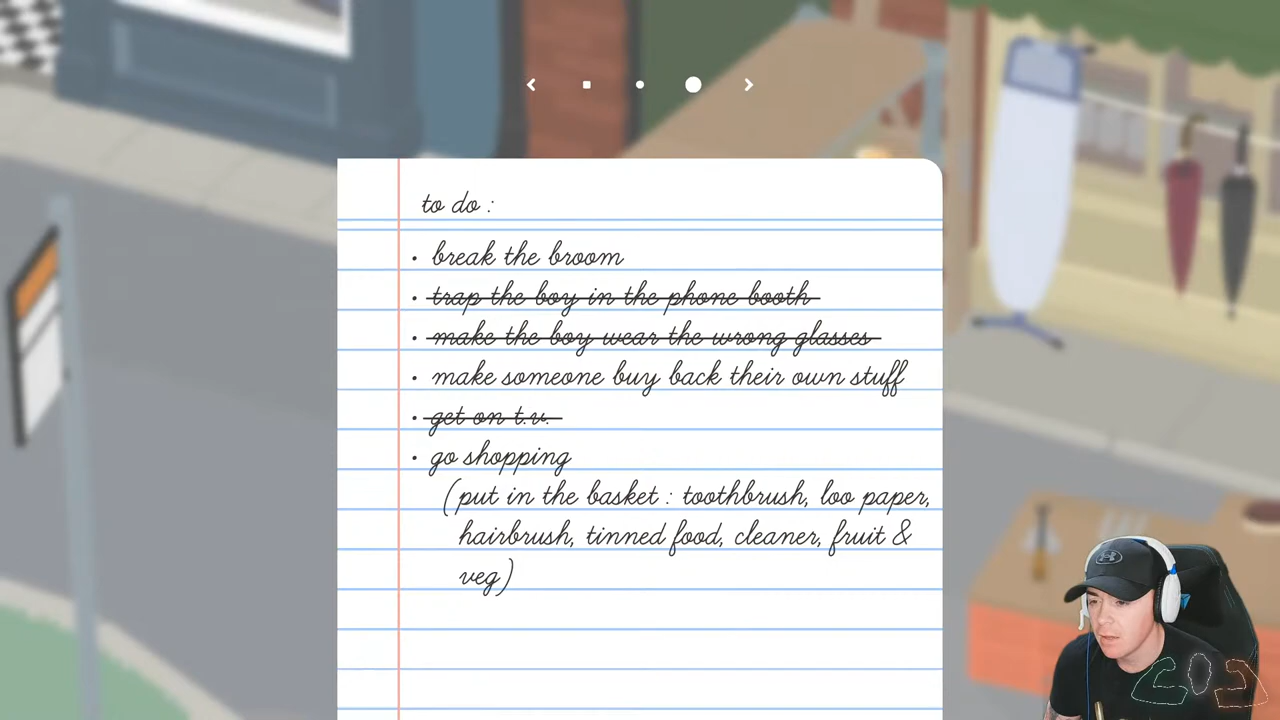 to do :
• break the broom
• trap the boy in the phone booth
• make the boy wear the wrong glasses
• make someone buy back their own stuff
• get on t.v.
• go shopping
(put in the basket : toothbrush, loo paper,
hairbrush, tinned food, cleaner, fruit &
veg)